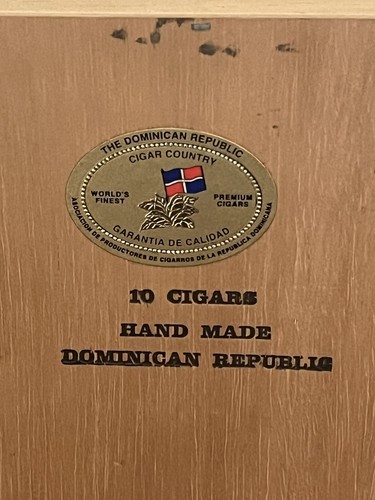 THE DOMINICAN REPUBLIC
CIGAR COUNTRY
WORLD'S
FINEST
PREMIUM
CIGARS
GARANTIA DE CALIDAD
ASOCIACION DE PRODUCTORES DE CIGARROS DE LA REPUBLICA DOMINICANA
10 CIGARS
HAND MADE
DOMINICAN REPUBLIC